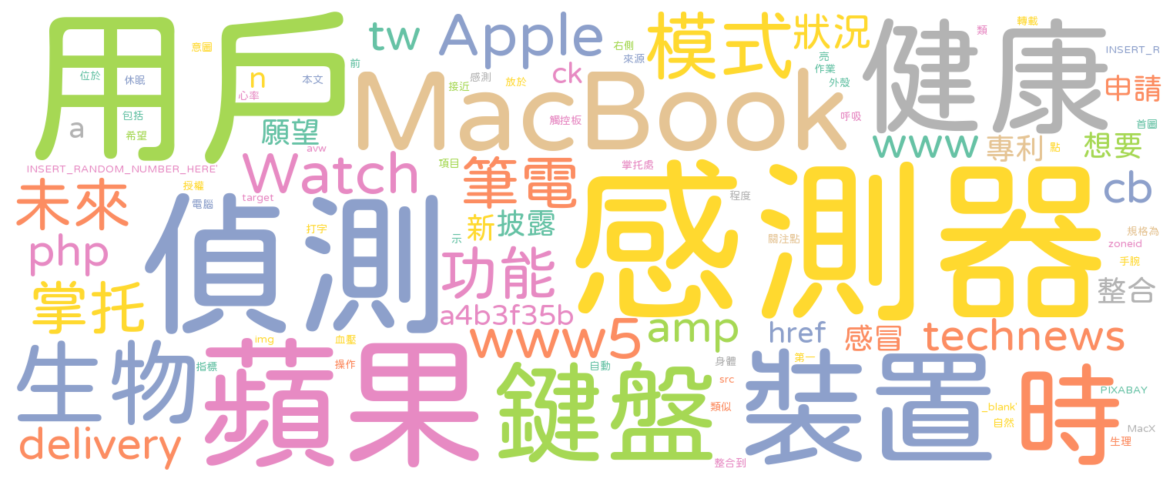 用戶
MacBook
健康
Apple
tw
模式
狀況
意圖
位於
休眠
n
本文
心率
前
右側
來源
轉載
類
INSERT_R
亮
作業
外殼
申請
感測
放於
接近
ck
包括
希望
a
願望
觸控板
呼吸
首圖
www
專利
點
想要
avw
INSERT_RANDOM_NUMBER_HERE'
Watch
項目
筆電
掌托處
感測器
cb
未來
授權
電腦
target
程度
偵測
打字
新
披露
示
關注點
規格為
zoneid
php
手腕
功能
整合
掌托
a4b3f35b
www5
amp
href
感冒
technews
生物
img
血壓
指標
蘋果
操作
鍵盤
自動
身體
第一
裝置
src
類似
時
PIXABAY
_blank'
自然
MacX
生理
delivery
整合到